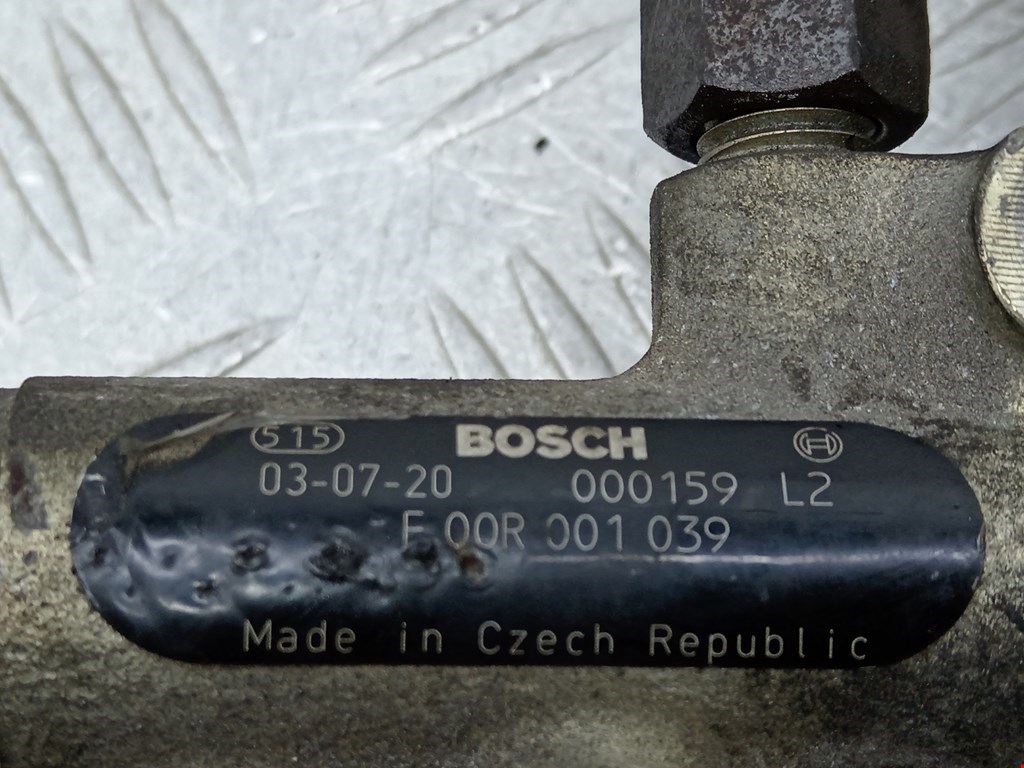 515 BOSCH
03-07-20 000159 L2
F 00R 001 039
Made in Czech Republic